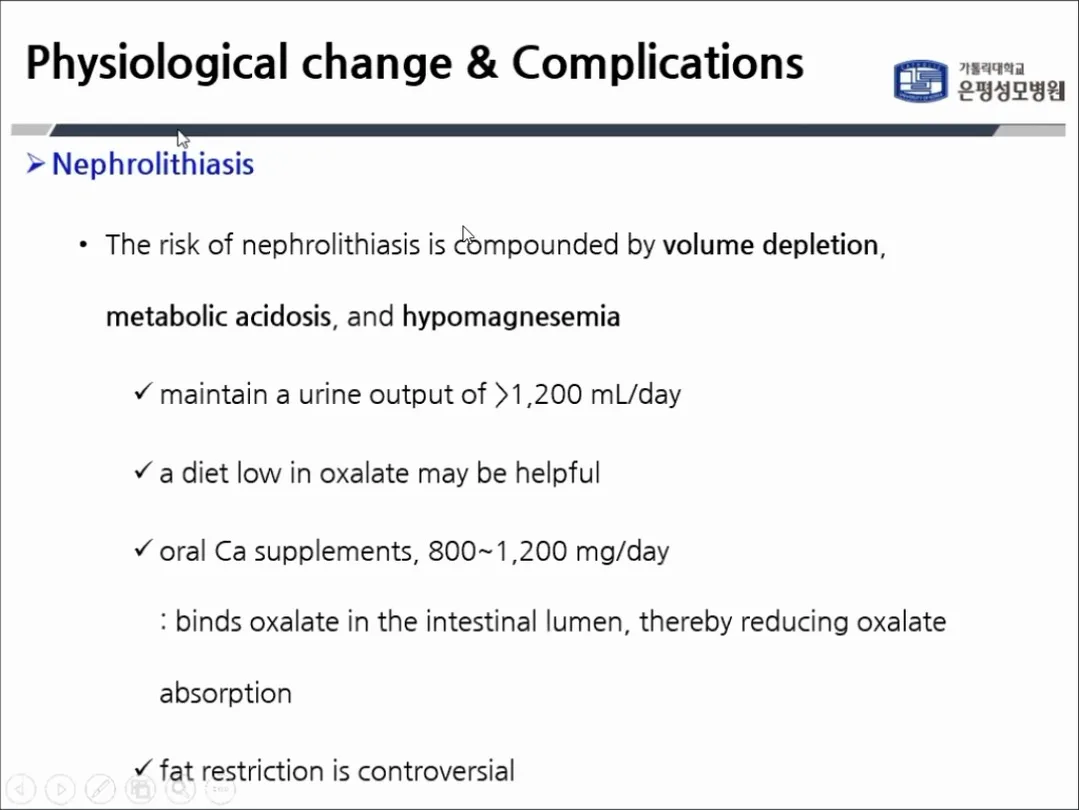 Physiological change & Complications
가톨릭대학교
은평성모병원
➢ Nephrolithiasis
• The risk of nephrolithiasis is compounded by volume depletion,
metabolic acidosis, and hypomagnesemia
✓ maintain a urine output of >1,200 mL/day
✓ a diet low in oxalate may be helpful
✓ oral Ca supplements, 800~1,200 mg/day
: binds oxalate in the intestinal lumen, thereby reducing oxalate
absorption
✓ fat restriction is controversial